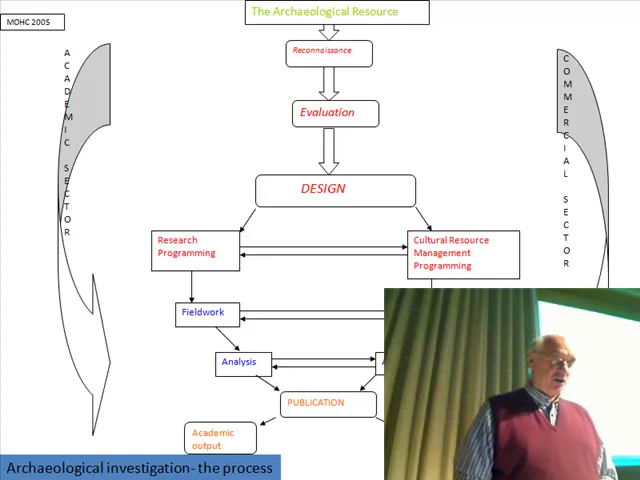 The Archaeological Resource
MOHC 2005
Reconnaissance
Evaluation
DESIGN
ACADEMIC SECTOR
COMMERCIAL SECTOR
Research
Programming
Cultural Resource
Management
Programming
Fieldwork
Analysis
A
PUBLICATION
Academic
output
Archaeological investigation- the process